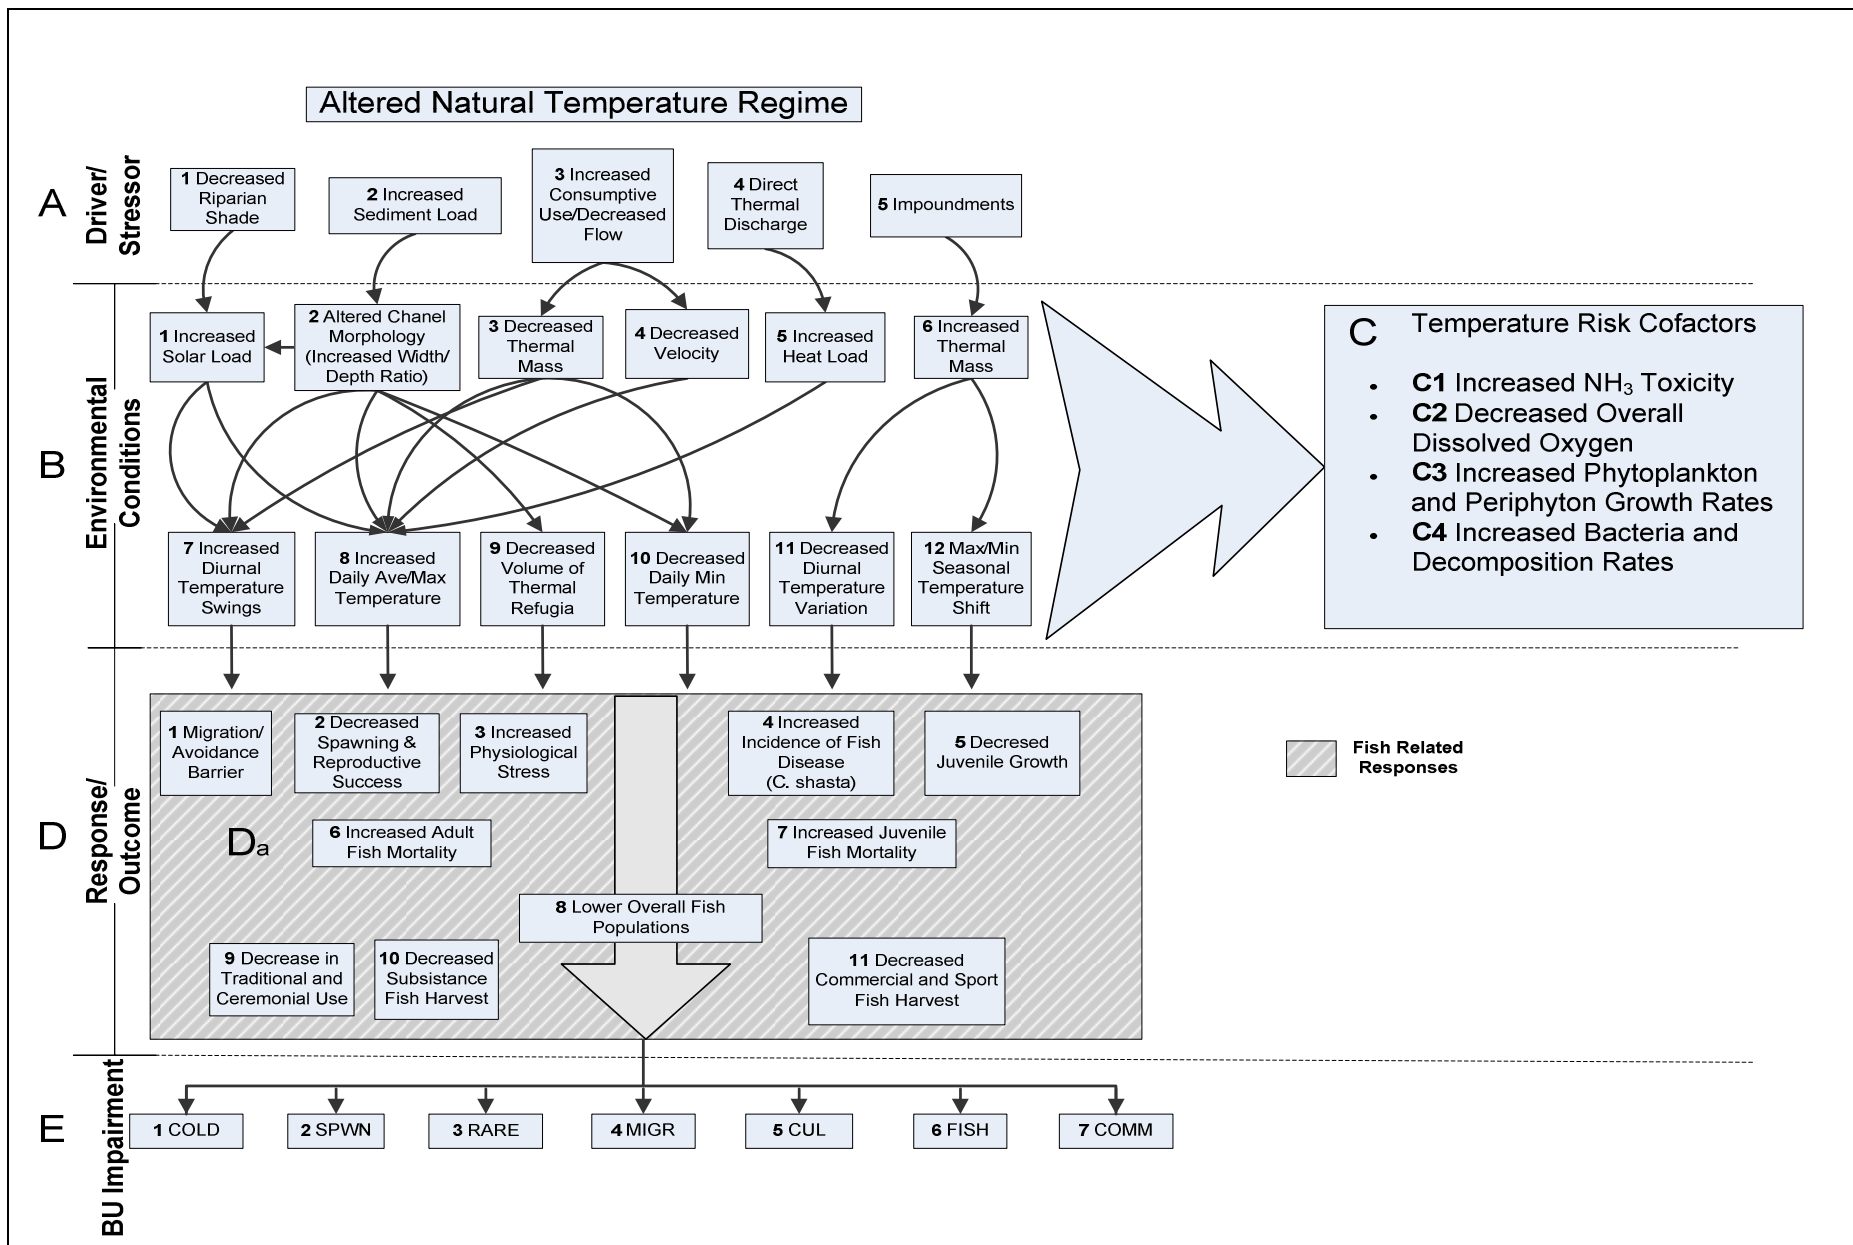 Altered Natural Temperature Regime
A
Driver/
Stressor
1 Decreased
Riparian
Shade
2 Increased
Sediment Load
3 Increased
Consumptive
Use/Decreased
Flow
4 Direct
Thermal
Discharge
5 Impoundments
B
Environmental
Conditions
1 Increased
Solar Load
2 Altered Chanel
Morphology
(Increased Width/
Depth Ratio)
3 Decreased
Thermal
Mass
4 Decreased
Velocity
5 Increased
Heat Load
6 Increased
Thermal
Mass
7 Increased
Diurnal
Temperature
Swings
8 Increased
Daily Ave/Max
Temperature
9 Decreased
Volume of
Thermal
Refugia
10 Decreased
Daily Min
Temperature
11 Decreased
Diurnal
Temperature
Variation
12 Max/Min
Seasonal
Temperature
Shift
C Temperature Risk Cofactors
• C1 Increased NH3 Toxicity
• C2 Decreased Overall
Dissolved Oxygen
• C3 Increased Phytoplankton
and Periphyton Growth Rates
• C4 Increased Bacteria and
Decomposition Rates
D
Response/
Outcome
1 Migration/
Avoidance
Barrier
2 Decreased
Spawning &
Reproductive
Success
3 Increased
Physiological
Stress
4 Increased
Incidence of Fish
Disease
(C. shasta)
5 Decresed
Juvenile Growth
Da
6 Increased Adult
Fish Mortality
7 Increased Juvenile
Fish Mortality
8 Lower Overall Fish
Populations
9 Decrease in
Traditional and
Ceremonial Use
10 Decreased
Subsistance
Fish Harvest
11 Decreased
Commercial and Sport
Fish Harvest
Fish Related
Responses
E
BU Impairment
1 COLD
2 SPWN
3 RARE
4 MIGR
5 CUL
6 FISH
7 COMM